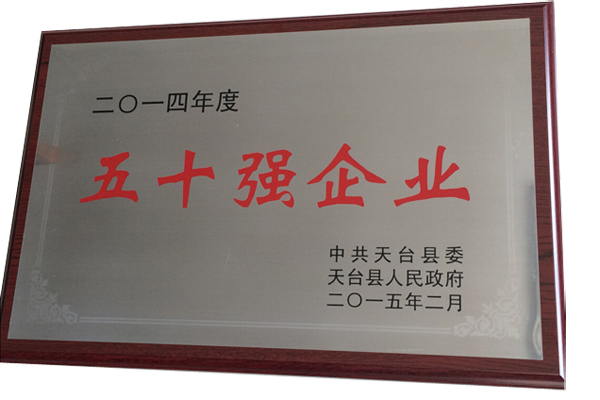 二〇一四年度
五十强企业
中共天台县委
天台县人民政府
二〇一五年二月